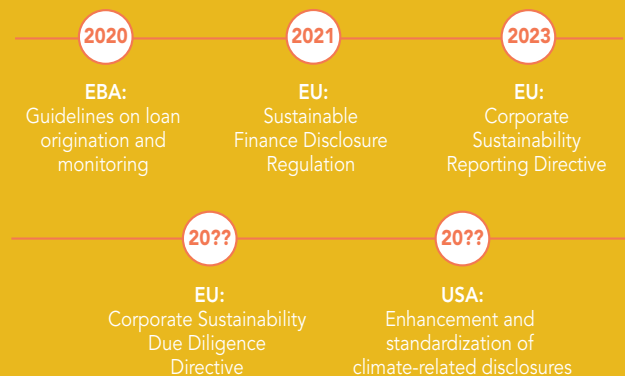 2020 2021 2023
EBA:
Guidelines on loan
origination and
monitoring
EU:
Sustainable
Finance Disclosure
Regulation
EU:
Corporate
Sustainability
Reporting Directive
20?? 20??
EU:
Corporate Sustainability
Due Diligence
Directive
USA:
Enhancement and
standardization of
climate-related disclosures